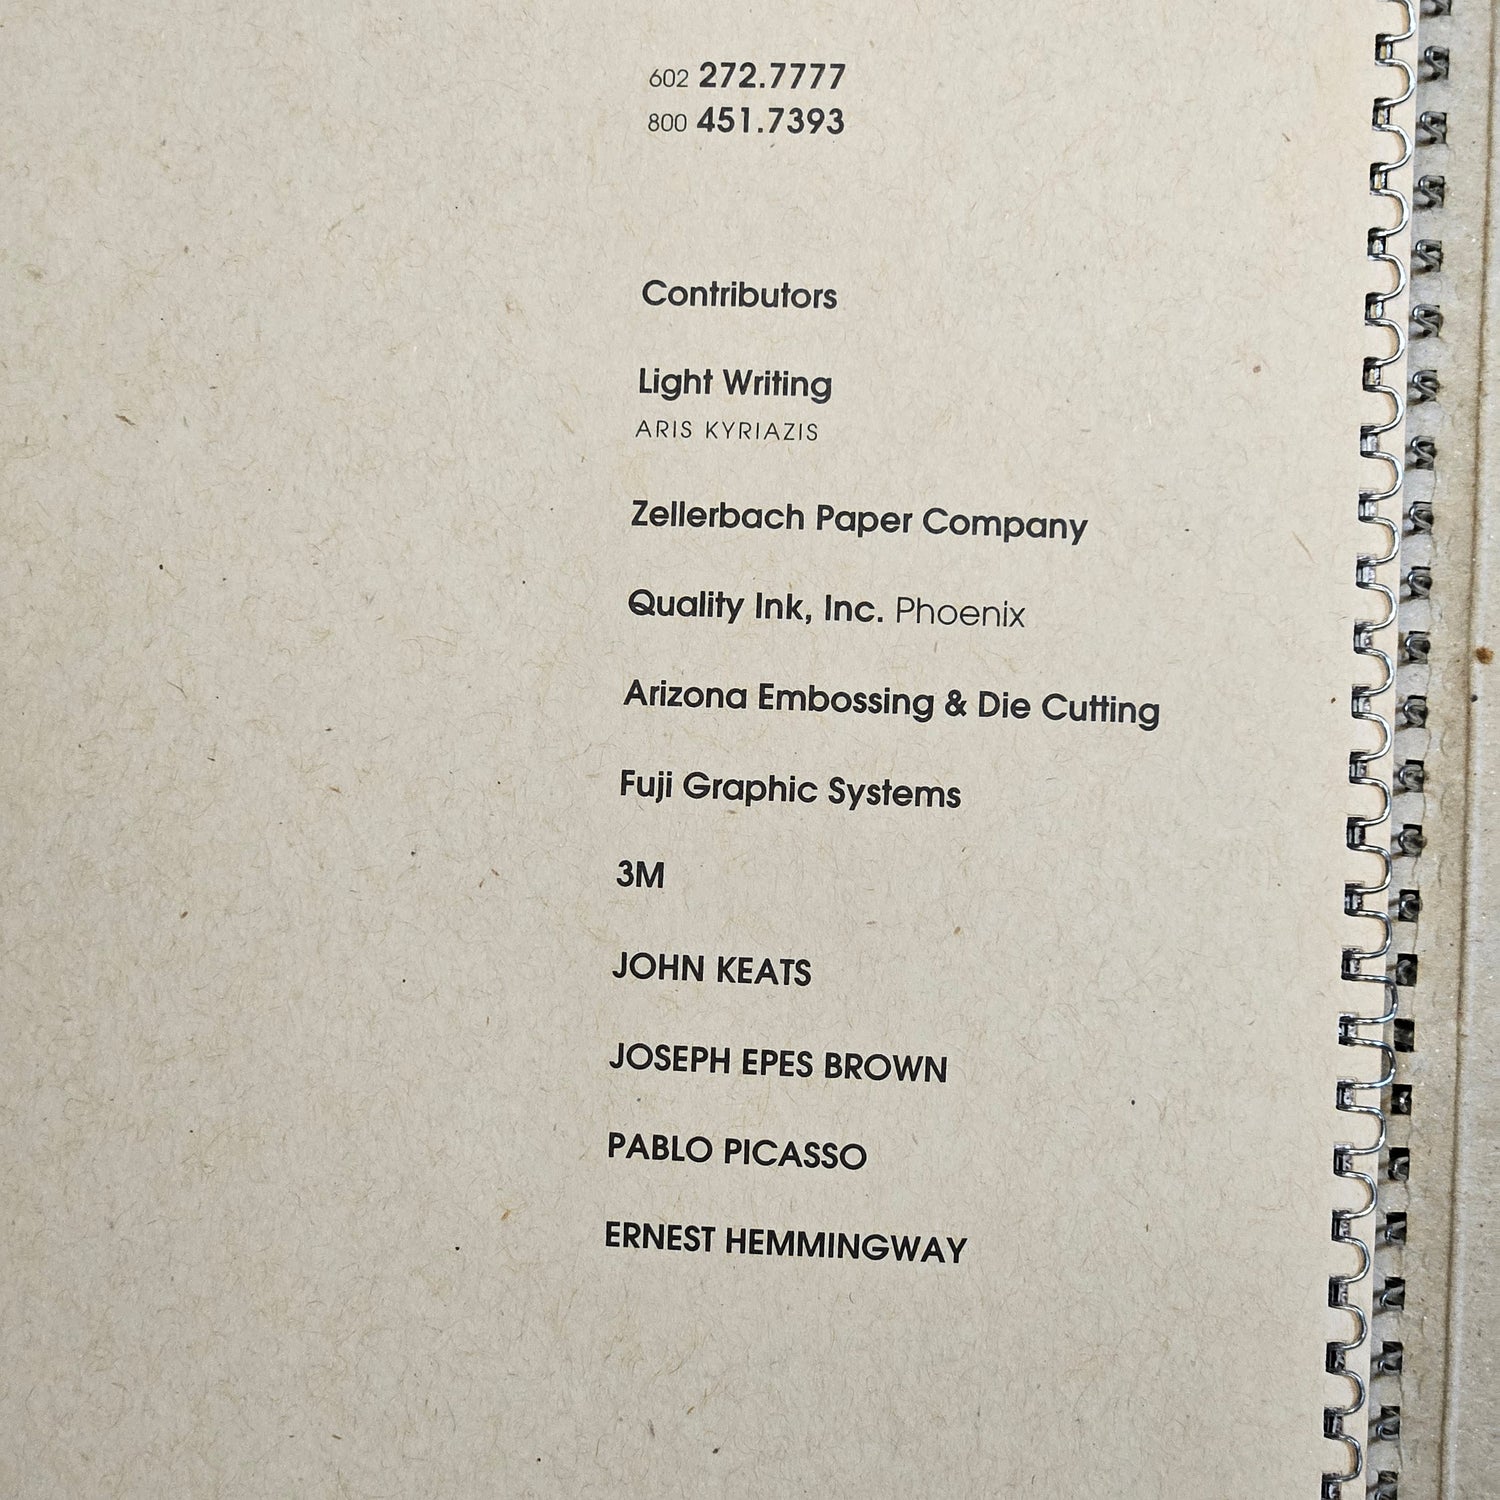 602 272.7777
800 451.7393
Contributors
Light Writing
ARIS KYRIAZIS
Zellerbach Paper Company
Quality Ink, Inc. Phoenix
Arizona Embossing & Die Cutting
Fuji Graphic Systems
3M
JOHN KEATS
JOSEPH EPES BROWN
PABLO PICASSO
ERNEST HEMMINGWAY